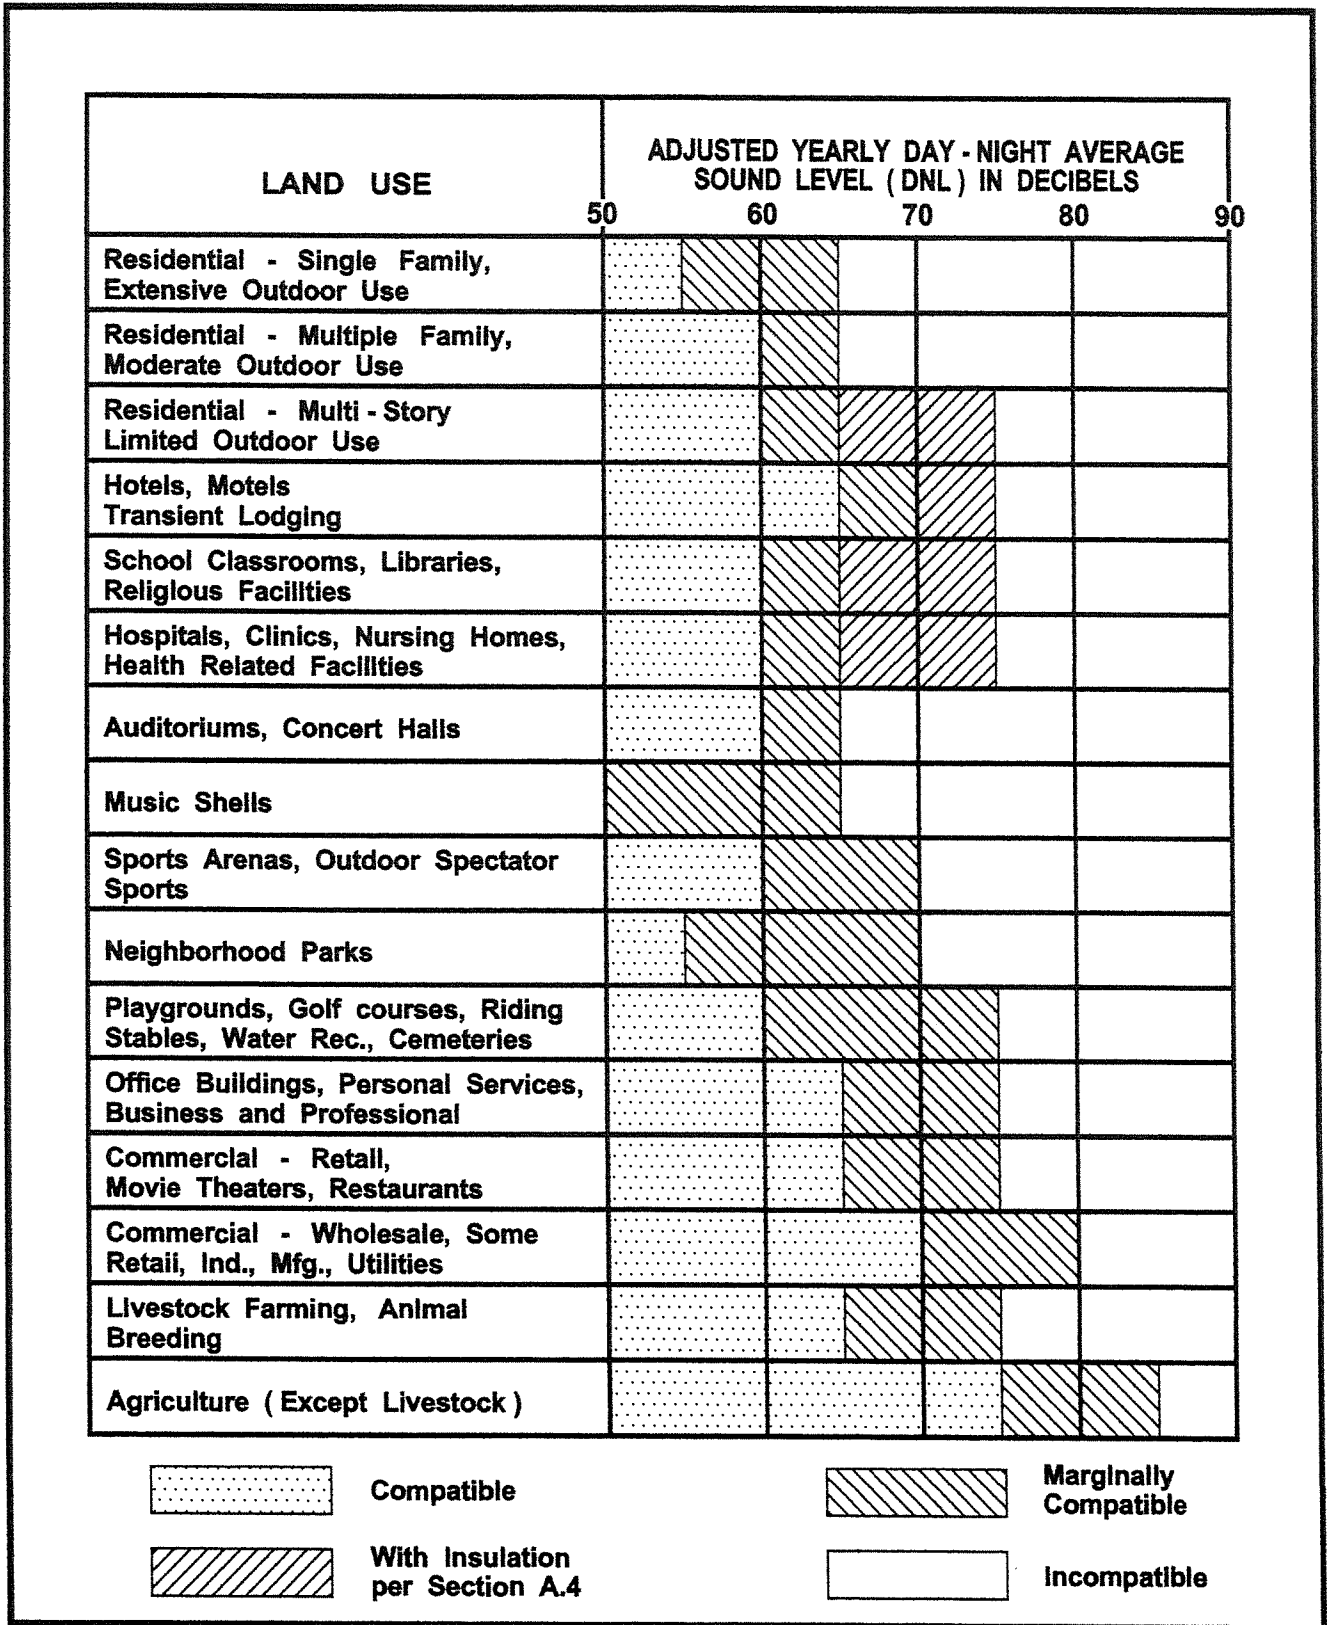 LAND USE
ADJUSTED YEARLY DAY - NIGHT AVERAGE
SOUND LEVEL ( DNL ) IN DECIBELS
50 60 70 80 90
Residential - Single Family,
Extensive Outdoor Use
Residential - Multiple Family,
Moderate Outdoor Use
Residential - Multi - Story
Limited Outdoor Use
Hotels, Motels
Transient Lodging
School Classrooms, Libraries,
Religious Facilities
Hospitals, Clinics, Nursing Homes,
Health Related Facilities
Auditoriums, Concert Halls
Music Shells
Sports Arenas, Outdoor Spectator
Sports
Neighborhood Parks
Playgrounds, Golf courses, Riding
Stables, Water Rec., Cemeteries
Office Buildings, Personal Services,
Business and Professional
Commercial - Retail,
Movie Theaters, Restaurants
Commercial - Wholesale, Some
Retail, Ind., Mfg., Utilities
Livestock Farming, Animal
Breeding
Agriculture ( Except Livestock )
Compatible
Marginally
Compatible
With Insulation
per Section A.4
Incompatible